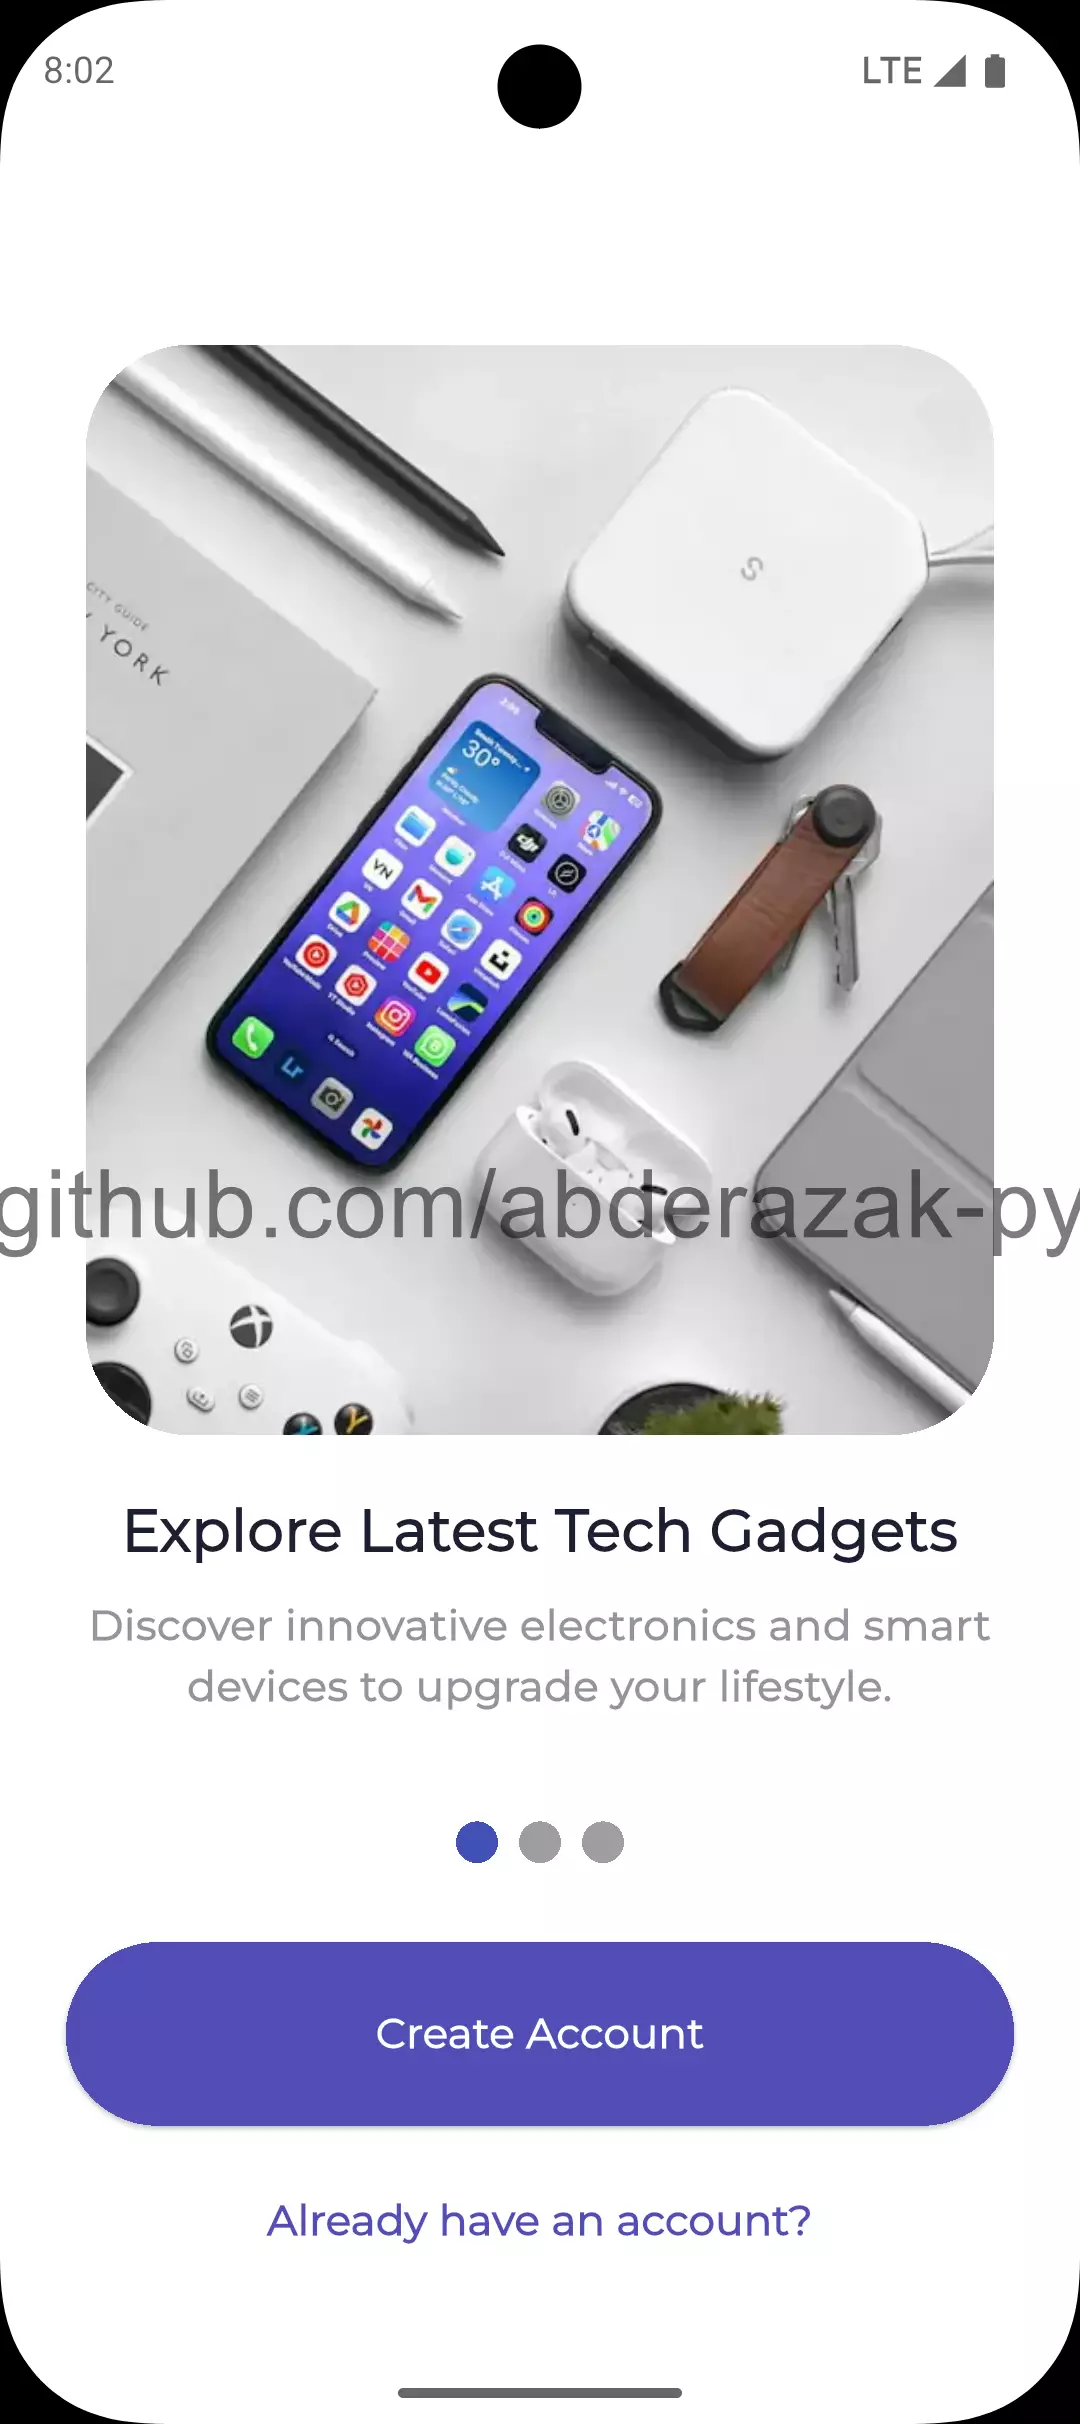 8:02
LTE
CITY GUIDE
YORK
S
30°
VN
dji
Lr
github.com/abderazak-py
Explore Latest Tech Gadgets
Discover innovative electronics and smart
devices to upgrade your lifestyle.
Create Account
Already have an account?